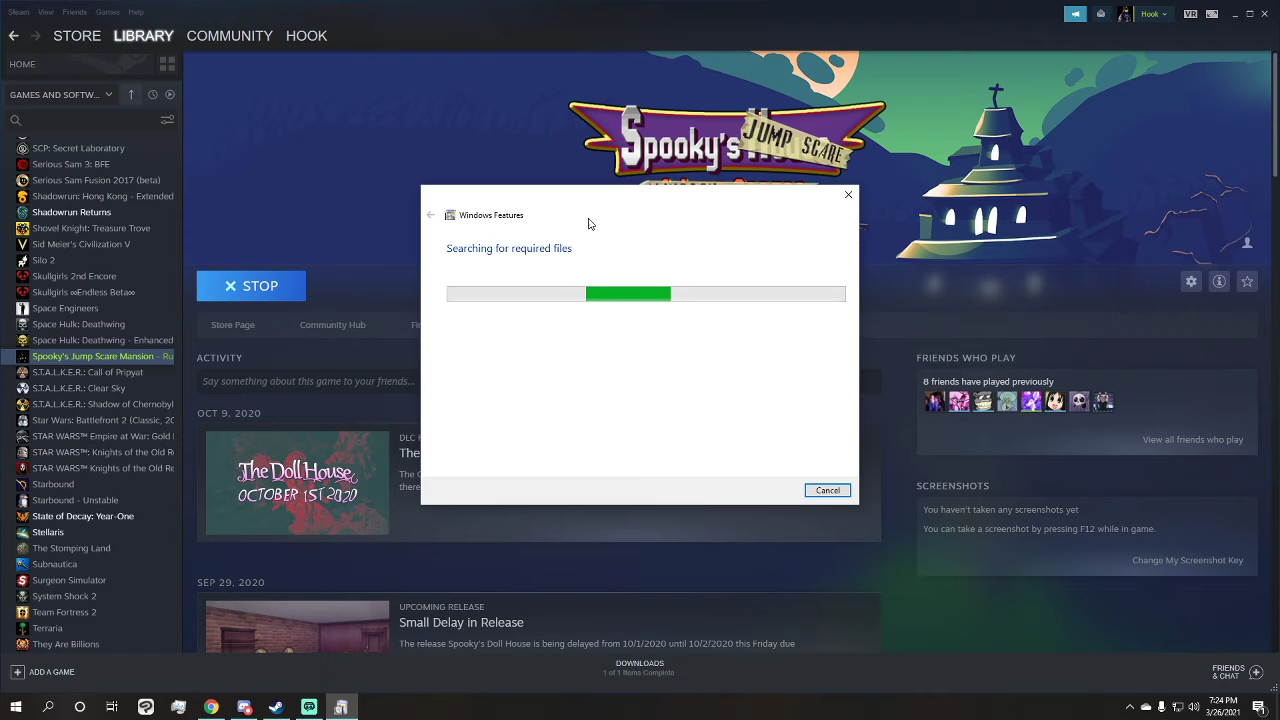 Steam View Friends Games Help
Hook
VR
STORE LIBRARY COMMUNITY HOOK
HOME
GAMES AND SOFTW...
SCP: Secret Laboratory
Serious Sam 3: BFE
Serious Sam Fusion 2017 (beta)
Shadowrun: Hong Kong - Extended
Shadowrun Returns
Shovel Knight: Treasure Trove
Sid Meier's Civilization V
Silo 2
Skullgirls 2nd Encore
Skullgirls ∞Endless Beta∞
Space Engineers
Space Hulk: Deathwing
Space Hulk: Deathwing - Enhanced
Spooky's Jump Scare Mansion - Ru
S.T.A.L.K.E.R.: Call of Pripyat
S.T.A.L.K.E.R.: Clear Sky
S.T.A.L.K.E.R.: Shadow of Chernobyl
Star Wars: Battlefront 2 (Classic, 20
STAR WARS™ Empire at War: Gold
STAR WARS™ Knights of the Old Re
STAR WARS™ Knights of the Old Re
Starbound
Starbound - Unstable
State of Decay: Year-One
Stellaris
The Stomping Land
Subnautica
Surgeon Simulator
System Shock 2
Team Fortress 2
Terraria
They Are Billions
ADD A GAME
Spooky's
JUMP SCARE
Windows Features
Searching for required files
Cancel
STOP
Store Page Community Hub
ACTIVITY
Say something about this game to your friends...
OCT 9, 2020
The Doll House
OCTOBER 1ST 2020
DLC
The
The
there
SEP 29, 2020
UPCOMING RELEASE
Small Delay in Release
The release Spooky's Doll House is being delayed from 10/1/2020 until 10/2/2020 this Friday due
FRIENDS WHO PLAY
8 friends have played previously
View all friends who play
SCREENSHOTS
You haven't taken any screenshots yet
You can take a screenshot by pressing F12 while in game.
Change My Screenshot Key
DOWNLOADS
1 of 1 Items Complete
FRIENDS
& CHAT
7:24 PM
3/26/2021